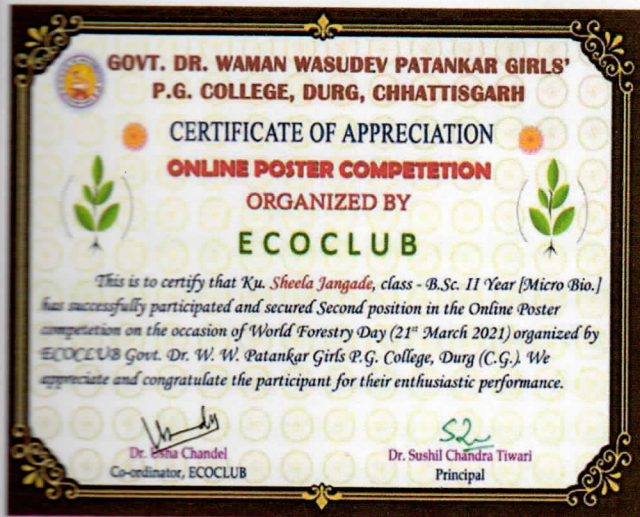 GOVT. DR. WAMAN WASUDEV PATANKAR GIRLS'
P.G. COLLEGE, DURG, CHHATTISGARH
CERTIFICATE OF APPRECIATION
ONLINE POSTER COMPETETION
ORGANIZED BY
ECOCLUB
This is to certify that Ku. Sheela Jangade, class - B.Sc. II Year [Micro Bio.]
has successfully participated and secured Second position in the Online Poster
competetion on the occasion of World Forestry Day (21st March 2021) organized by
ECOCLUB Govt. Dr. W. W. Patankar Girls P.G. College, Durg (C.G.). We
appreciate and congratulate the participant for their enthusiastic performance.
Dr. Usha Chandel
Co-ordinator, ECOCLUB
Dr. Sushil Chandra Tiwari
Principal